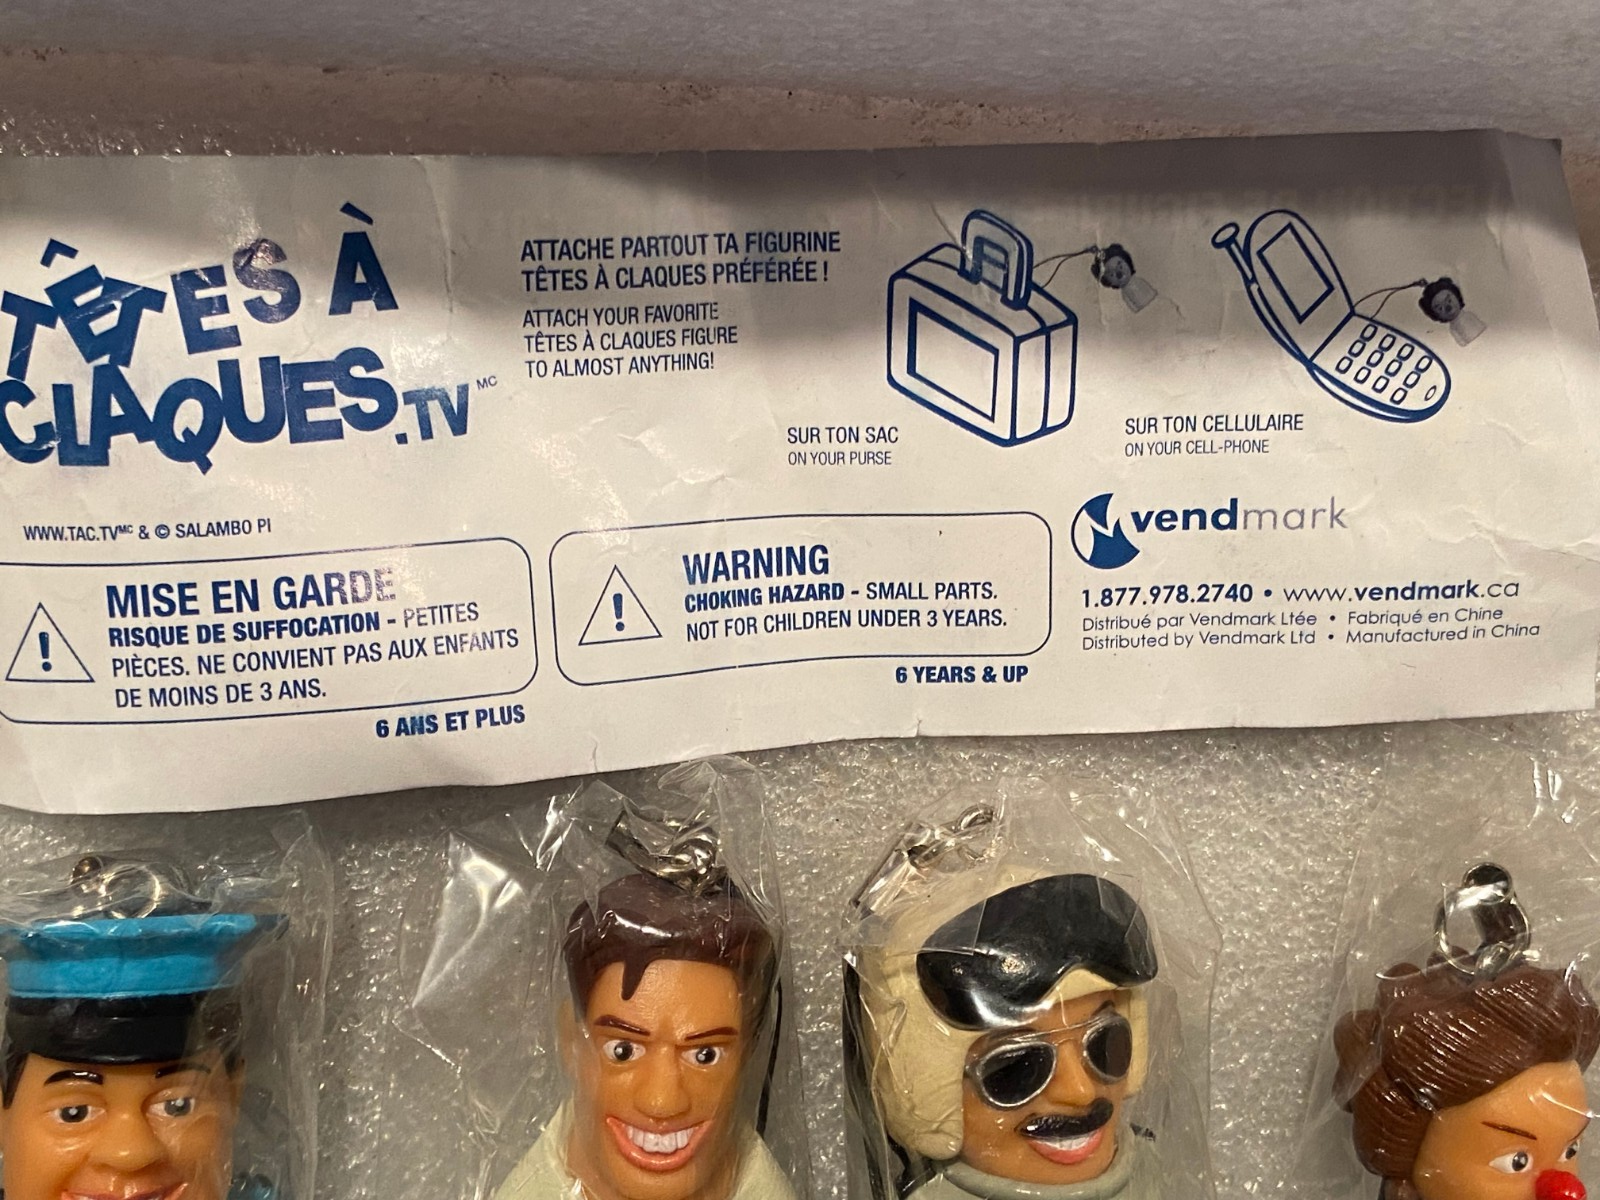 TÊTES À
CLAQUES.TV MC
WWW.TAC.TV MC & © SALAMBO PI
ATTACHE PARTOUT TA FIGURINE
TÊTES À CLAQUES PRÉFÉRÉE !
ATTACH YOUR FAVORITE
TÊTES À CLAQUES FIGURE
TO ALMOST ANYTHING!
SUR TON SAC
ON YOUR PURSE
SUR TON CELLULAIRE
ON YOUR CELL-PHONE
MISE EN GARDE
RISQUE DE SUFFOCATION - PETITES
PIÈCES. NE CONVIENT PAS AUX ENFANTS
DE MOINS DE 3 ANS.
6 ANS ET PLUS
WARNING
CHOKING HAZARD - SMALL PARTS.
NOT FOR CHILDREN UNDER 3 YEARS.
6 YEARS & UP
vendmark
1.877.978.2740 • www.vendmark.ca
Distribué par Vendmark Ltée • Fabriqué en Chine
Distributed by Vendmark Ltd • Manufactured in China